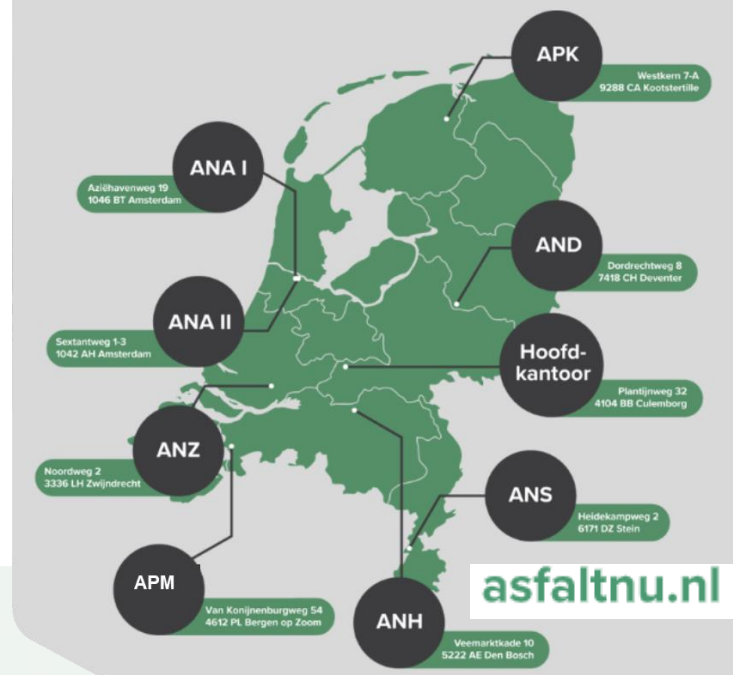 APK
Westkern 7-A
9288 CA Kootstertille
ANA I
Aziëhavenweg 19
1046 BT Amsterdam
AND
Dordrechtweg 8
7418 CH Deventer
ANA II
Sextantweg 1-3
1042 AH Amsterdam
Hoofd-
kantoor
Plantijnweg 32
4104 BB Culemborg
ANZ
Noordweg 2
3336 LH Zwijndrecht
ANS
Heidekampweg 2
6171 DZ Stein
APM
Van Konijnenburgweg 54
4612 PL Bergen op Zoom
asfaltnu.nl
ANH
Veemarktkade 10
5222 AE Den Bosch